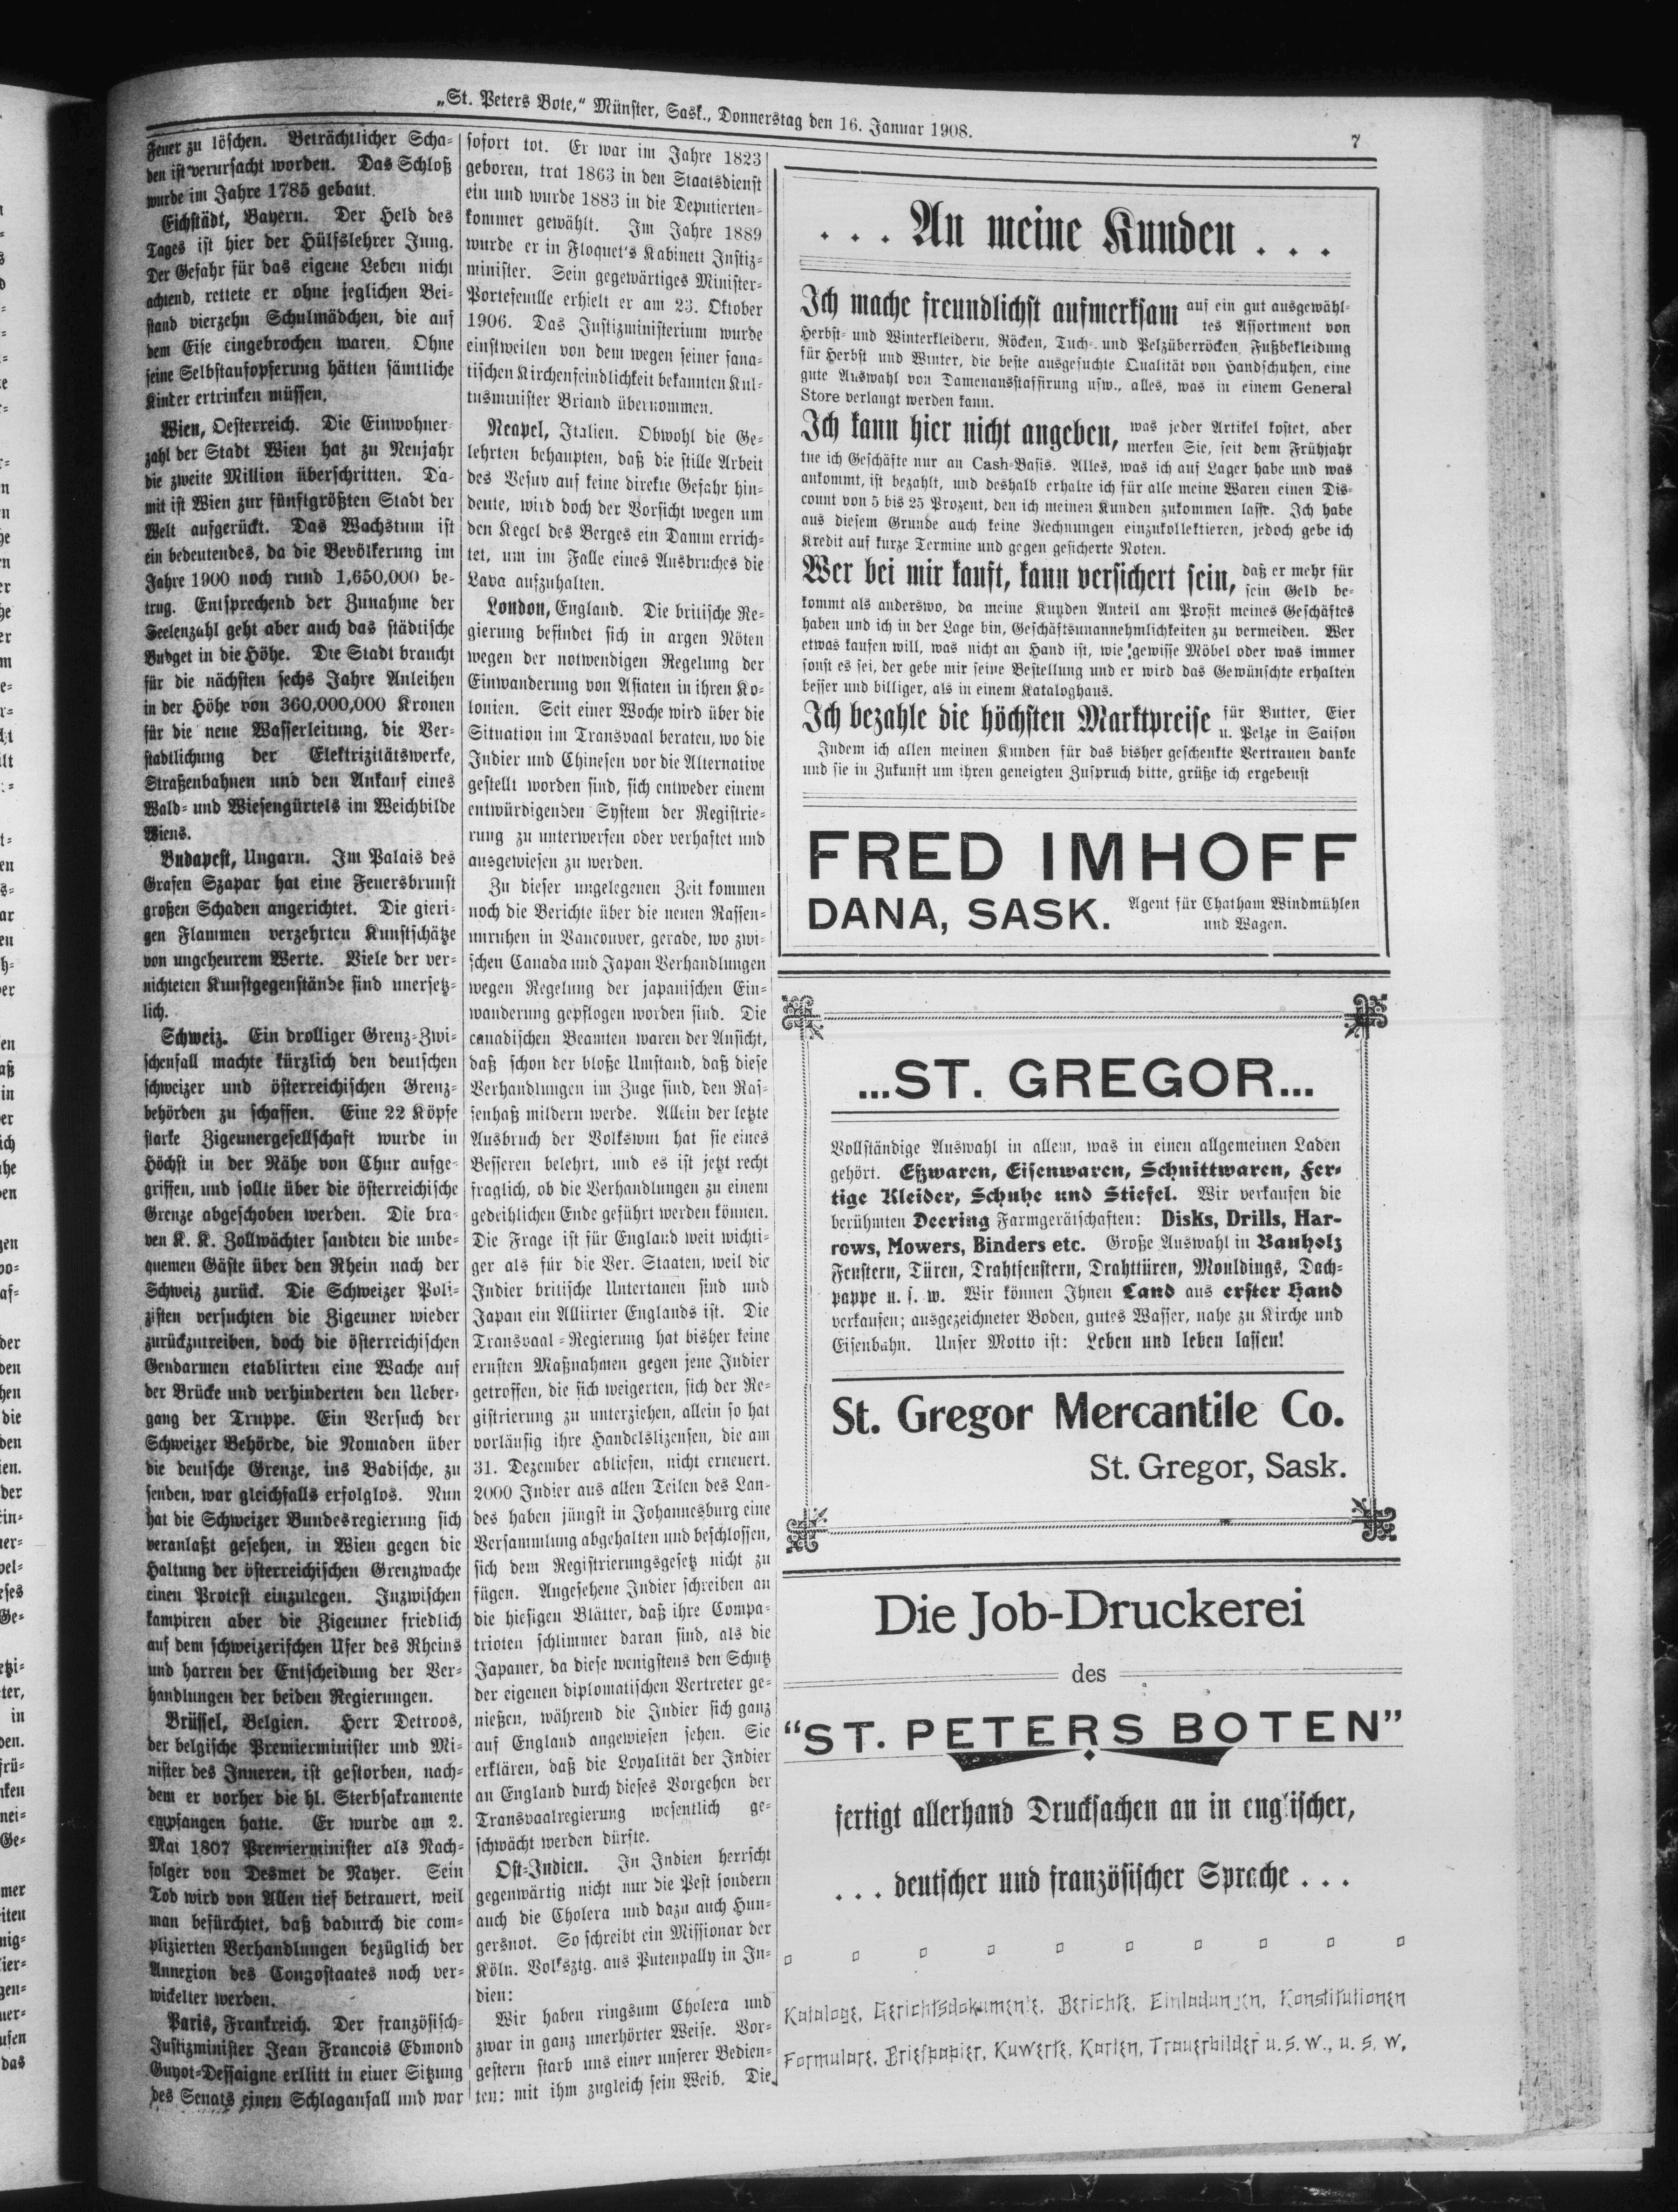 „St. Peters Bote,“ Münster, Sask., Donnerstag den 16. Januar 1908.
7
Feuer zu löschen. Beträchtlicher Scha-
den ist verursacht worden. Das Schloß
wurde im Jahre 1785 gebaut.
Eichstädt, Bayern. Der Held des
Tages ist hier der Hülfslehrer Jung.
Der Gefahr für das eigene Leben nicht
achtend, rettete er ohne jeglichen Bei-
stand vierzehn Schulmädchen, die auf
dem Eise eingebrochen waren. Ohne
seine Selbstaufopferung hätten sämtliche
Kinder ertrinken müssen.
Wien, Oesterreich. Die Einwohner-
zahl der Stadt Wien hat zu Neujahr
die zweite Million überschritten. Da-
mit ist Wien zur fünftgrößten Stadt der
Welt aufgerückt. Das Wachstum ist
ein bedeutendes, da die Bevölkerung im
Jahre 1900 noch rund 1,650,000 be-
trug. Entsprechend der Zunahme der
Seelenzahl geht aber auch das städtische
Budget in die Höhe. Die Stadt braucht
für die nächsten sechs Jahre Anleihen
in der Höhe von 360,000,000 Kronen
für die neue Wasserleitung, die Ver-
stadtlichung der Elektrizitätswerke,
Straßenbahnen und den Ankauf eines
Wald- und Wiesengürtels im Weichbilde
Wiens.
Budapest, Ungarn. Im Palais des
Grafen Szapar hat eine Feuersbrunst
großen Schaden angerichtet. Die gieri-
gen Flammen verzehrten Kunstschätze
von ungeheurem Werte. Viele der ver-
nichteten Kunstgegenstände sind unersetz-
lich.
Schweiz. Ein drolliger Grenz-Zwi-
schenfall machte kürzlich den deutschen
schweizer und österreichischen Grenz-
behörden zu schaffen. Eine 22 Köpfe
starke Zigeunergesellschaft wurde in
Höchst in der Nähe von Chur aufge-
griffen, und sollte über die österreichische
Grenze abgeschoben werden. Die bra-
ven K. K. Zollwächter sandten die unbe-
quemen Gäste über den Rhein nach der
Schweiz zurück. Die Schweizer Poli-
zisten versuchten die Zigeuner wieder
zurückzutreiben, doch die österreichischen
Gendarmen etablirten eine Wache auf
der Brücke und verhinderten den Ueber-
gang der Truppe. Ein Versuch der
Schweizer Behörde, die Nomaden über
die deutsche Grenze, ins Badische, zu
senden, war gleichfalls erfolglos. Nun
hat die Schweizer Bundesregierung sich
veranlaßt gesehen, in Wien gegen die
Haltung der österreichischen Grenzwache
einen Protest einzulegen. Inzwischen
kampiren aber die Zigeuner friedlich
auf dem schweizerischen Ufer des Rheins
und harren der Entscheidung der Ver-
handlungen der beiden Regierungen.
Brüssel, Belgien. Herr Detroos,
der belgische Premierminister und Mi-
nister des Inneren, ist gestorben, nach-
dem er vorher die hl. Sterbsakramente
empfangen hatte. Er wurde am 2.
Mai 1807 Premierminister als Nach-
folger von Desmet de Nayer. Sein
Tod wird von Allen tief betrauert, weil
man befürchtet, daß dadurch die com-
plizierten Verhandlungen bezüglich der
Annexion des Congostaates noch ver-
wickelter werden.
Paris, Frankreich. Der französisch-
Justizminister Jean Francois Edmond
Guyot-Dessaigne erllitt in einer Sitzung
des Senats einen Schlaganfall und war
sofort tot. Er war im Jahre 1823
geboren, trat 1863 in den Staatsdienst
ein und wurde 1883 in die Deputierten-
kommer gewählt. Im Jahre 1889
wurde er in Floquet's Kabinett Justiz-
minister. Sein gegewärtiges Minister-
Portefeuille erhielt er am 23. Oktober
1906. Das Justizministerium wurde
einstweilen von dem wegen seiner fana-
tischen Kirchenfeindlichkeit bekannten Kul-
tusminister Briand übernommen.
Neapel, Italien. Obwohl die Ge-
lehrten behaupten, daß die stille Arbeit
des Vesuv auf keine direkte Gefahr hin-
deute, wird doch der Vorsicht wegen um
den Kegel des Berges ein Damm errich-
tet, um im Falle eines Ausbruches die
Lava aufzuhalten.
London, England. Die britische Re-
gierung befindet sich in argen Nöten
wegen der notwendigen Regelung der
Einwanderung von Asiaten in ihren Ko-
lonien. Seit einer Woche wird über die
Situation im Transvaal beraten, wo die
Indier und Chinesen vor die Alternative
gestellt worden sind, sich entweder einem
entwürdigenden System der Registrie-
rung zu unterwerfen oder verhaftet und
ausgewiesen zu werden.
Zu dieser ungelegenen Zeit kommen
noch die Berichte über die neuen Rassen-
unruhen in Vancouver, gerade, wo zwi-
schen Canada und Japan Verhandlungen
wegen Regelung der japanischen Ein-
wanderung gepflogen worden sind. Die
canadischen Beamten waren der Ansicht,
daß schon der bloße Umstand, daß diese
Verhandlungen im Zuge sind, den Ras-
senhaß mildern werde. Allein der letzte
Ausbruch der Volkswut hat sie eines
Besseren belehrt, und es ist jetzt recht
fraglich, ob die Verhandlungen zu einem
gedeihlichen Ende geführt werden können.
Die Frage ist für England weit wichti-
ger als für die Ver. Staaten, weil die
Indier britische Untertanen sind und
Japan ein Alliirter Englands ist. Die
Transvaal-Regierung hat bisher keine
ernsten Maßnahmen gegen jene Indier
getroffen, die sich weigerten, sich der Re-
gistrierung zu unterziehen, allein so hat
vorläufig ihre Handelslizensen, die am
31. Dezember abliefen, nicht erneuert.
2000 Indier aus allen Teilen des Lan-
des haben jüngst in Johannesburg eine
Versammlung abgehalten und beschlossen,
sich dem Registrierungsgesetz nicht zu
fügen. Angesehene Indier schreiben an
die hiesigen Blätter, daß ihre Compa-
trioten schlimmer daran sind, als die
Japaner, da diese wenigstens den Schutz
der eigenen diplomatischen Vertreter ge-
nießen, während die Indier sich ganz
auf England angewiesen sehen. Sie
erklären, daß die Loyalität der Indier
an England durch dieses Vorgehen der
Transvaalregierung wesentlich ge-
schwächt werden dürfte.
Ost-Indien. In Indien herrscht
gegenwärtig nicht nur die Pest sondern
auch die Cholera und dazu auch Hun-
gersnot. So schreibt ein Missionar der
Köln. Volksztg. aus Putenpally in In-
dien:
Wir haben ringsum Cholera und
zwar in ganz unerhörter Weise. Vor-
gestern starb uns einer unserer Bedien-
ten: mit ihm zugleich sein Weib. Die
. . . An meine Kunden . . .
Ich mache freundlichst aufmerksam auf ein gut ausgewähl-
tes Assortment von
Herbst- und Winterkleidern, Röcken, Tuch- und Pelzüberröcken, Fußbekleidung
für Herbst und Winter, die beste ausgesuchte Qualität von Handschuhen, eine
gute Auswahl von Damenausstaffirung usw., alles, was in einem General
Store verlangt werden kann.
Ich kann hier nicht angeben, was jeder Artikel kostet, aber
merken Sie, seit dem Frühjahr
tue ich Geschäfte nur an Cash-Basis. Alles, was ich auf Lager habe und was
ankommt, ist bezahlt, und deshalb erhalte ich für alle meine Waren einen Dis-
count von 5 bis 25 Prozent, den ich meinen Kunden zukommen lasse. Ich habe
aus diesem Grunde auch keine Rechnungen einzukollektieren, jedoch gebe ich
Kredit auf kurze Termine und gegen gesicherte Noten.
Wer bei mir kauft, kann versichert sein, daß er mehr für
sein Geld be-
kommt als anderswo, da meine Kunden Anteil am Profit meines Geschäftes
haben und ich in der Lage bin, Geschäftsunannehmlichkeiten zu vermeiden. Wer
etwas kaufen will, was nicht an Hand ist, wie gewisse Möbel oder was immer
sonst es sei, der gebe mir seine Bestellung und er wird das Gewünschte erhalten
besser und billiger, als in einem Kataloghaus.
Ich bezahle die höchsten Marktpreise für Butter, Eier
u. Pelze in Saison
Indem ich allen meinen Kunden für das bisher geschenkte Vertrauen danke
und sie in Zukunft um ihren geneigten Zuspruch bitte, grüße ich ergebenst
FRED IMHOFF
DANA, SASK. Agent für Chatham Windmühlen
und Wagen.
...ST. GREGOR...
Vollständige Auswahl in allem, was in einen allgemeinen Laden
gehört. Eßwaren, Eisenwaren, Schnittwaren, Fer-
tige Kleider, Schuhe und Stiefel. Wir verkaufen die
berühmten Deering Farmgerätschaften: Disks, Drills, Har-
rows, Mowers, Binders etc. Große Auswahl in Bauholz
Fenstern, Türen, Drahtfenstern, Drahttüren, Mouldings, Dach-
pappe u. s. w. Wir können Ihnen Land aus erster Hand
verkaufen; ausgezeichneter Boden, gutes Wasser, nahe zu Kirche und
Eisenbahn. Unser Motto ist: Leben und leben lassen!
St. Gregor Mercantile Co.
St. Gregor, Sask.
Die Job-Druckerei
des
“ST. PETERS BOTEN”
fertigt allerhand Drucksachen an in englischer,
. . . deutscher und französischer Sprache . . .
Kataloge, Gerichtsdokumente, Berichte, Einladungen, Konstitutionen
Formulare, Briefpapier, Kuwerte, Karten, Trauerbilder u. s. w., u. s. w.